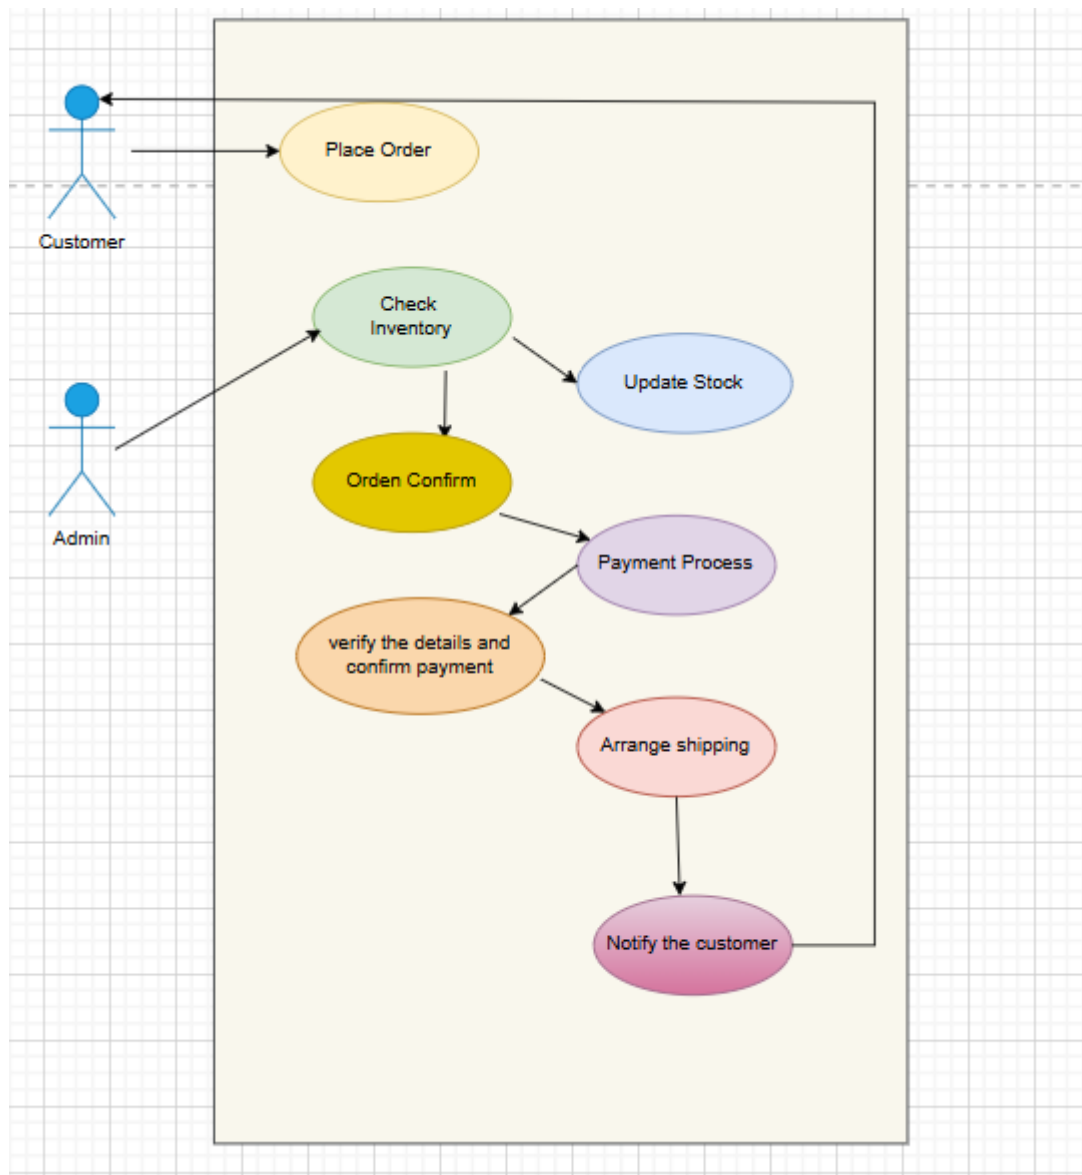 Place Order
Customer
Check
Inventory
Update Stock
Orden Confirm
Admin
Payment Process
verify the details and
confirm payment
Arrange shipping
Notify the customer